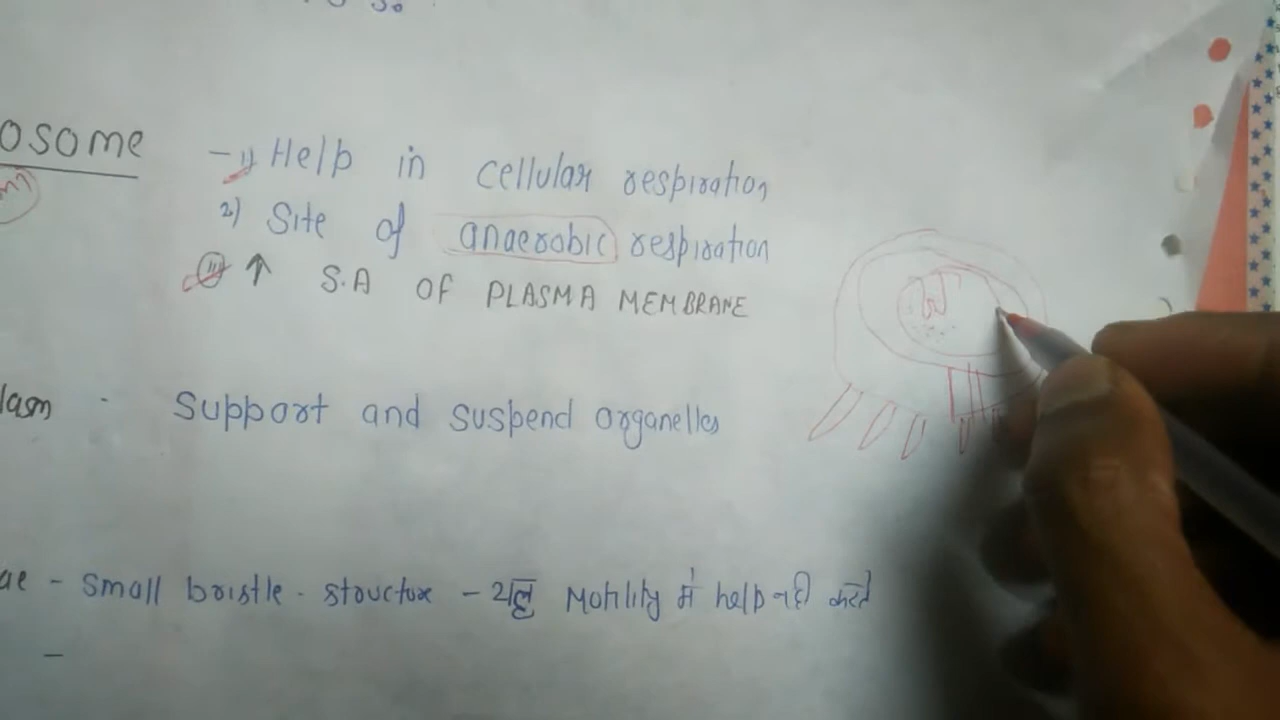 osome
- 1) Help in cellular respiration
2) Site of anaerobic respiration
iii) ↑ S.A OF PLASMA MEMBRANE
lasm - Support and suspend organelles
ae - small bristle - structure - यह Motility में help नही करते
-